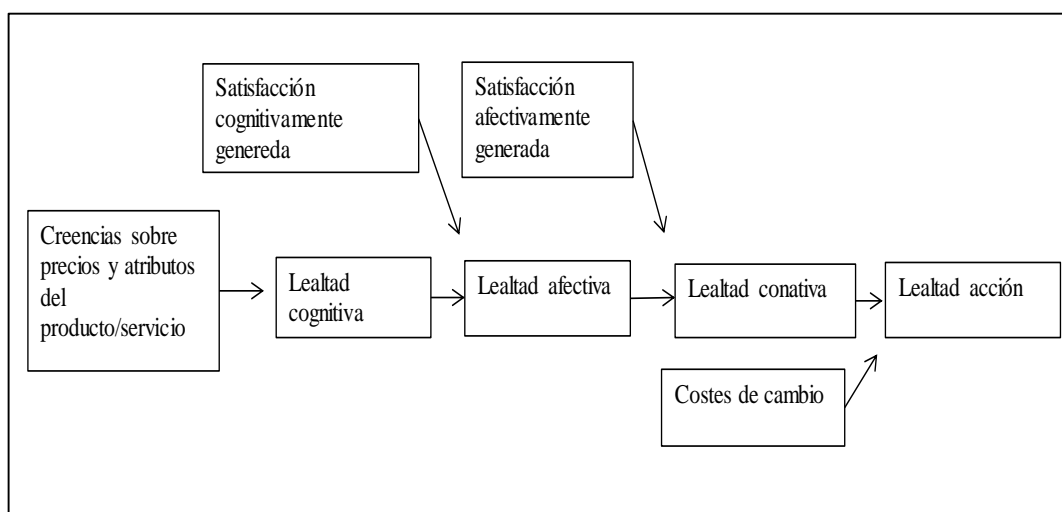 Satisfacción
cognitivamente
genereda
Satisfacción
afectivamente
generada
Creencias sobre
precios y atributos
del
producto/servicio
Lealtad
cognitiva
Lealtad afectiva
Lealtad conativa
Lealtad acción
Costes de cambio